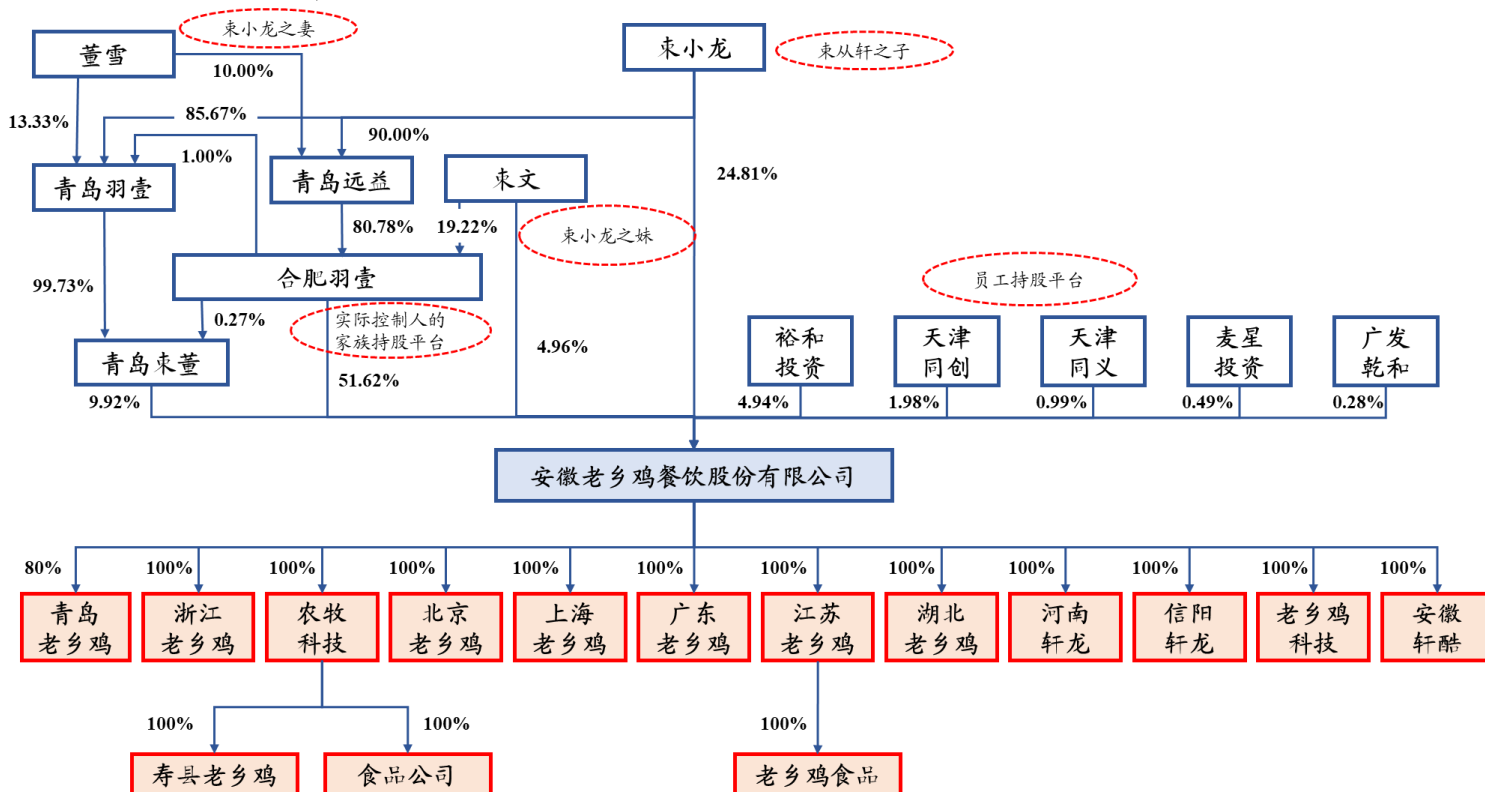 束小龙之妻
董雪
束小龙
束从轩之子
10.00%
13.33%
85.67%
90.00%
1.00%
24.81%
青岛羽壹
青岛远益
束文
80.78%
19.22%
束小龙之妹
合肥羽壹
员工持股平台
99.73%
0.27%
实际控制人的
家族持股平台
4.96%
青岛束董
裕和
投资
天津
同创
天津
同义
麦星
投资
广发
乾和
9.92%
51.62%
4.94%
1.98%
0.99%
0.49%
0.28%
安徽老乡鸡餐饮股份有限公司
80%
100%
100%
100%
100%
100%
100%
100%
100%
100%
100%
100%
青岛
老乡鸡
浙江
老乡鸡
农牧
科技
北京
老乡鸡
上海
老乡鸡
广东
老乡鸡
江苏
老乡鸡
湖北
老乡鸡
河南
轩龙
信阳
轩龙
老乡鸡
科技
安徽
轩酷
100%
100%
100%
寿县老乡鸡
食品公司
老乡鸡食品